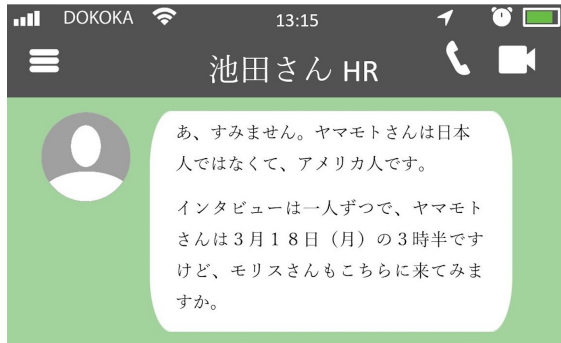 DOKOKA 13:15
池田さん HR
あ、すみません。ヤマモトさんは日本
人ではなくて、アメリカ人です。
インタビューは一人ずつで、ヤマモト
さんは３月１８日（月）の３時半です
けど、モリスさんもこちらに来てみま
すか。